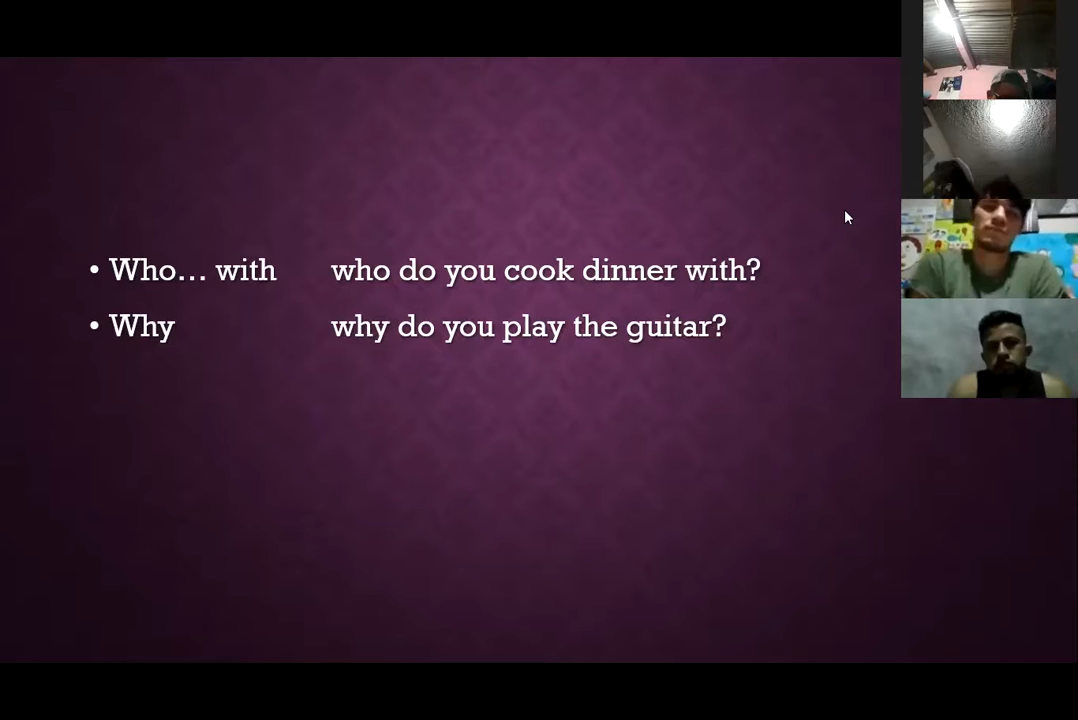 • Who... with who do you cook dinner with?
• Why why do you play the guitar?